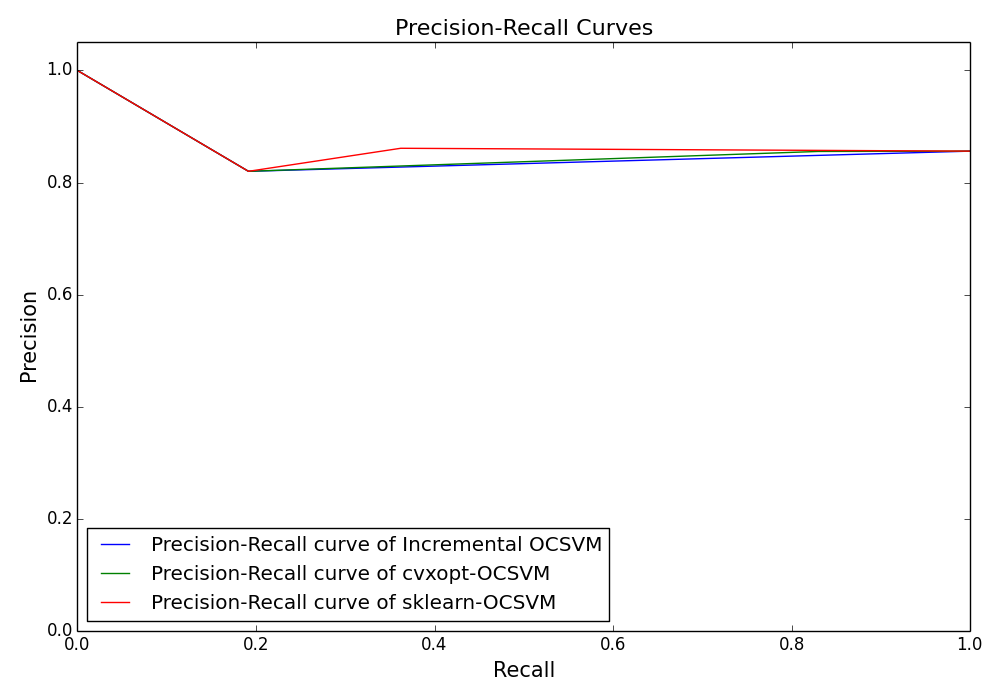 Precision-Recall Curves
1.0
0.8
0.6
0.4
0.2
0.0
Precision
Precision-Recall curve of Incremental OCSVM
Precision-Recall curve of cvxopt-OCSVM
Precision-Recall curve of sklearn-OCSVM
0.0 0.2 0.4 0.6 0.8 1.0
Recall